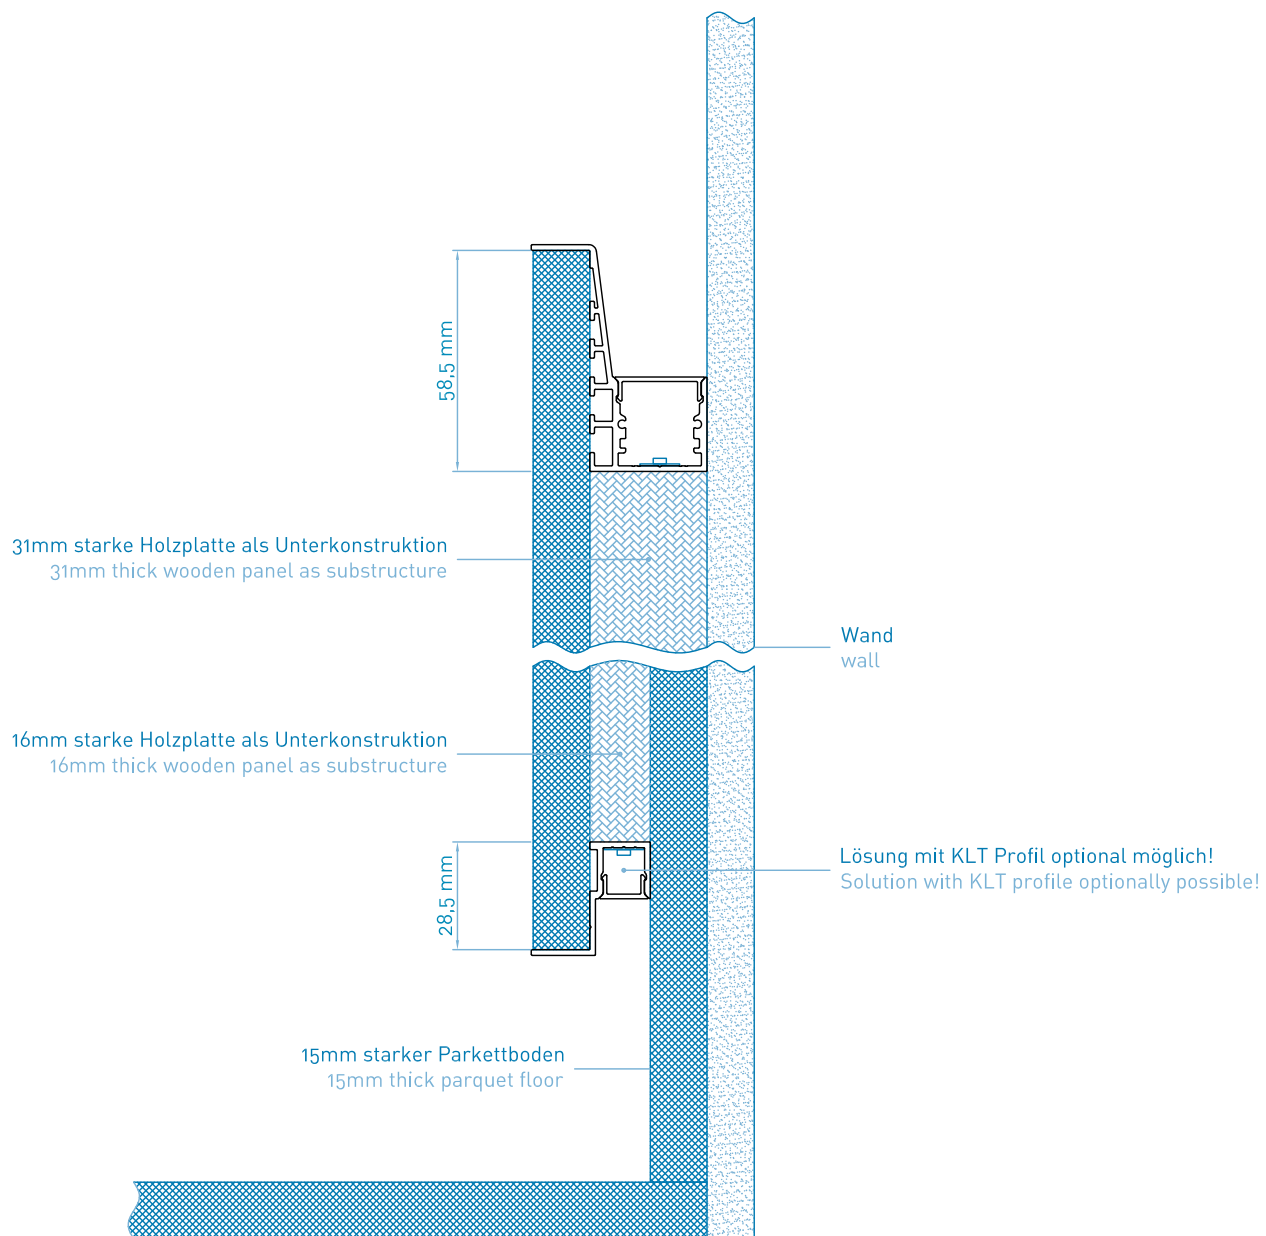 58,5 mm
31mm starke Holzplatte als Unterkonstruktion
31mm thick wooden panel as substructure
Wand
wall
16mm starke Holzplatte als Unterkonstruktion
16mm thick wooden panel as substructure
28,5 mm
Lösung mit KLT Profil optional möglich!
Solution with KLT profile optionally possible!
15mm starker Parkettboden
15mm thick parquet floor